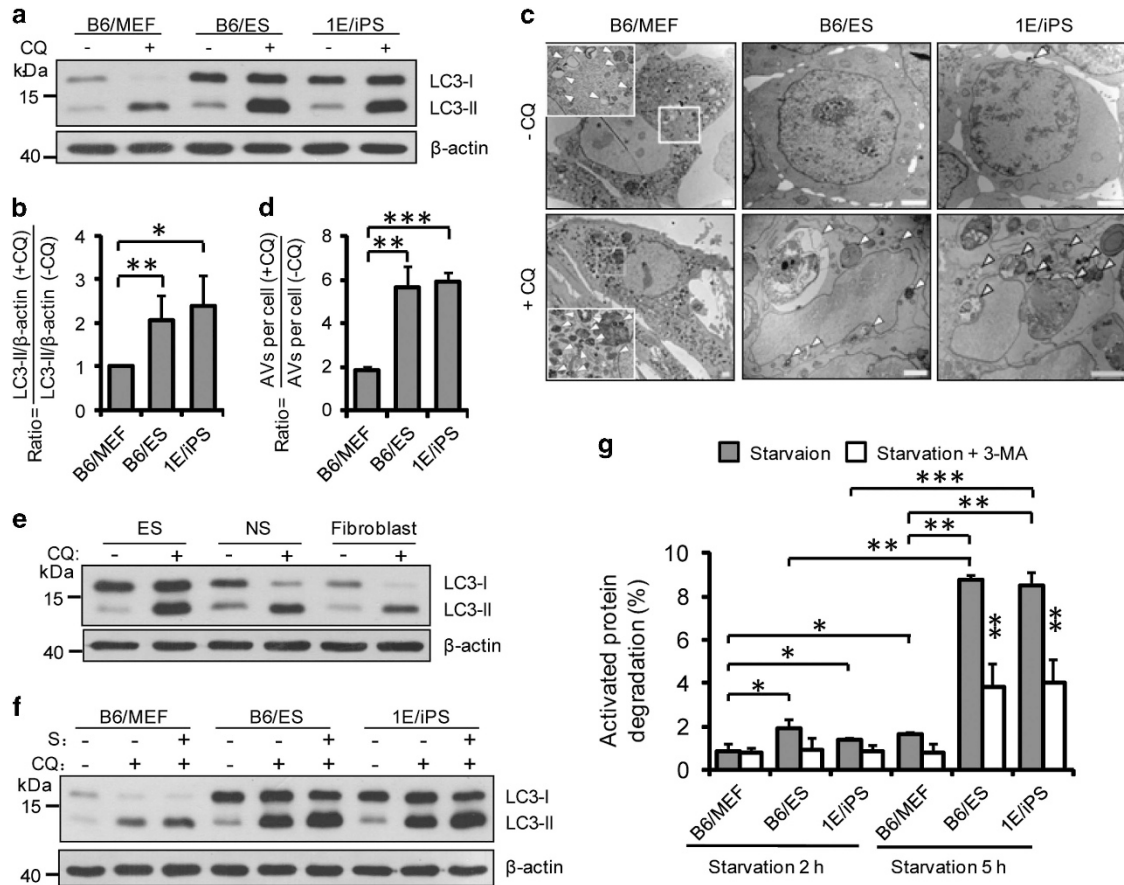 a
B6/MEF B6/ES 1E/iPS
CQ - + - + - +
kDa
15
LC3-I
LC3-II
40
β-actin
b
Ratio= LC3-II/β-actin (+CQ)
LC3-II/β-actin (-CQ)
4
3
2
1
0
*
**
B6/MEF B6/ES 1E/iPS
d
Ratio= AVs per cell (+CQ)
AVs per cell (-CQ)
8
6
4
2
0
***
**
B6/MEF B6/ES 1E/iPS
c
B6/MEF B6/ES 1E/iPS
-CQ
+CQ
e
ES NS Fibroblast
CQ: - + - + - +
kDa
15
LC3-I
LC3-II
40
β-actin
f
B6/MEF B6/ES 1E/iPS
S: - - + - - + - - +
CQ: - + + - + + - + +
kDa
15
LC3-I
LC3-II
40
β-actin
g
Starvaion Starvation + 3-MA
Activated protein
degradation (%)
10
8
6
4
2
0
***
**
**
**
*
*
*
**
**
B6/MEF B6/ES 1E/iPS B6/MEF B6/ES 1E/iPS
Starvation 2 h Starvation 5 h